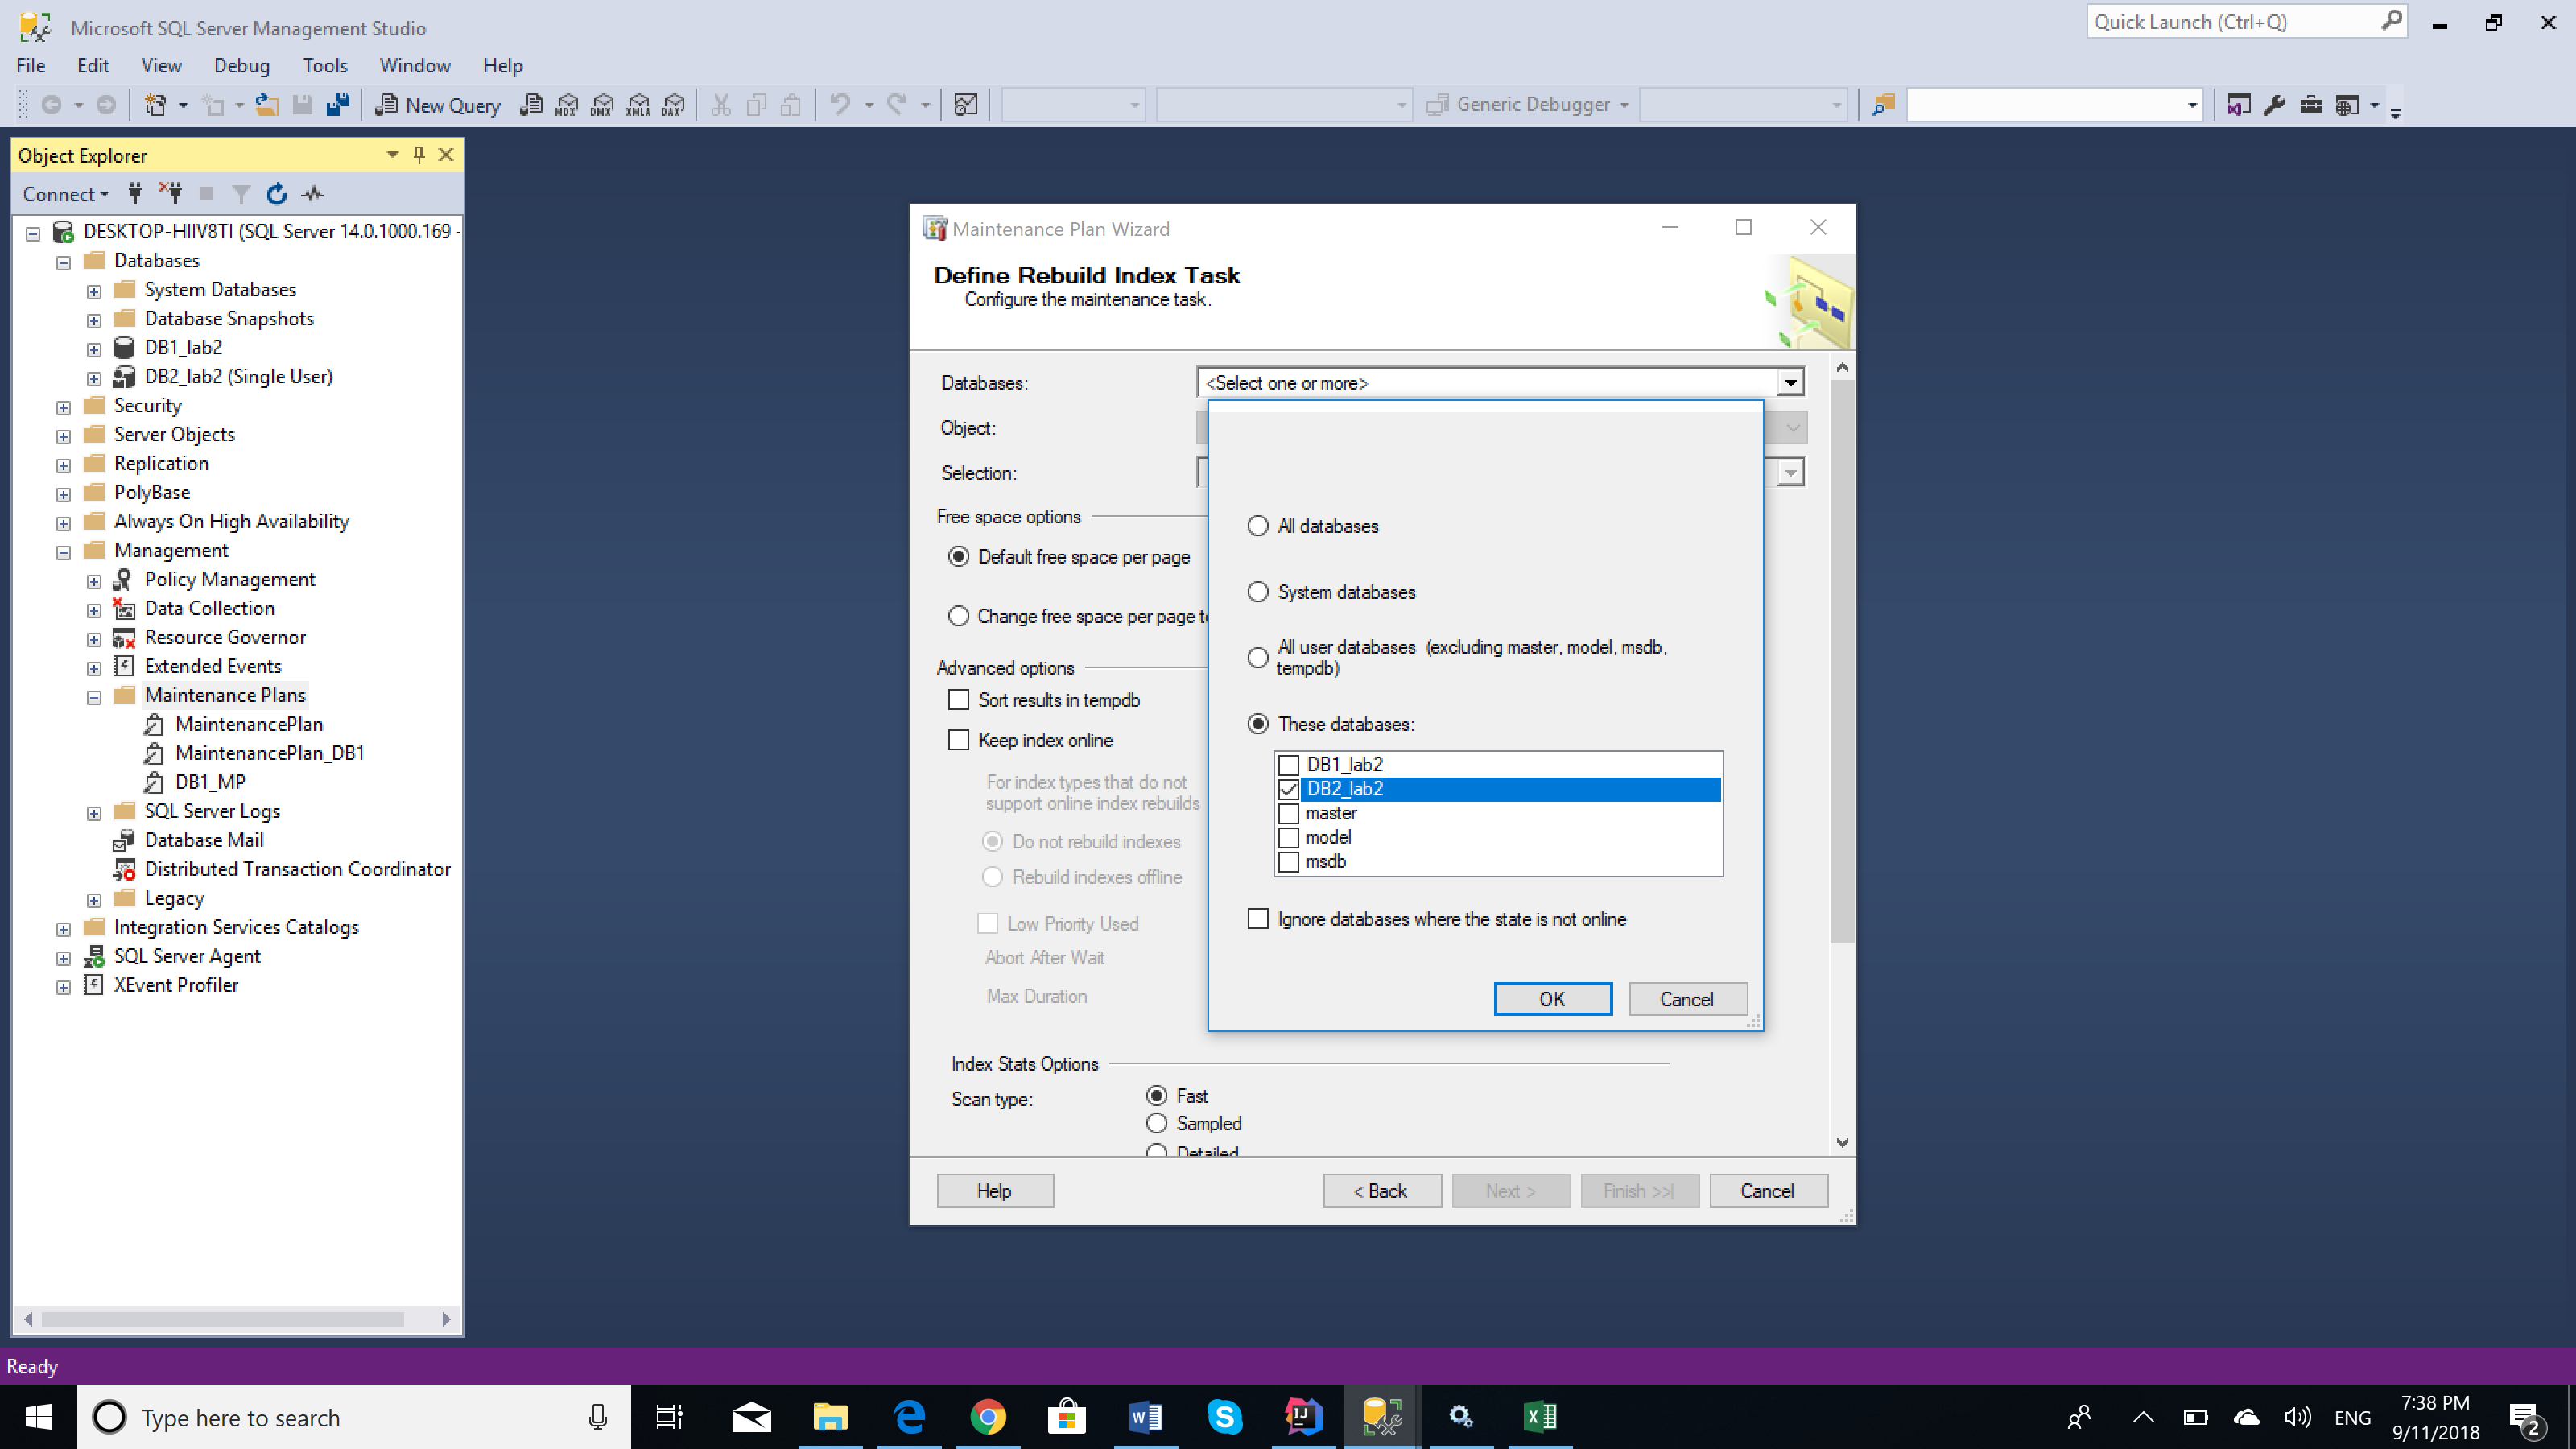 Microsoft SQL Server Management Studio
Quick Launch (Ctrl+Q)
File Edit View Debug Tools Window Help
New Query MDX DMX XMLA DAX Generic Debugger
Object Explorer
Connect
DESKTOP-HIIV8TI (SQL Server 14.0.1000.169 -
Databases
System Databases
Database Snapshots
DB1_lab2
DB2_lab2 (Single User)
Security
Server Objects
Replication
PolyBase
Always On High Availability
Management
Policy Management
Data Collection
Resource Governor
Extended Events
Maintenance Plans
MaintenancePlan
MaintenancePlan_DB1
DB1_MP
SQL Server Logs
Database Mail
Distributed Transaction Coordinator
Legacy
Integration Services Catalogs
SQL Server Agent
XEvent Profiler
Maintenance Plan Wizard
Define Rebuild Index Task
Configure the maintenance task.
Databases: <Select one or more>
Object:
Selection:
Free space options
Default free space per page
Change free space per page
Advanced options
Sort results in tempdb
Keep index online
For index types that do not
support online index rebuilds
Do not rebuild indexes
Rebuild indexes offline
Low Priority Used
Abort After Wait
Max Duration
All databases
System databases
All user databases (excluding master, model, msdb,
tempdb)
These databases:
DB1_lab2
DB2_lab2
master
model
msdb
Ignore databases where the state is not online
OK Cancel
Index Stats Options
Scan type: Fast
Sampled
Detailed
Help < Back Next > Finish >>| Cancel
Ready
Type here to search
ENG
7:38 PM
9/11/2018
2